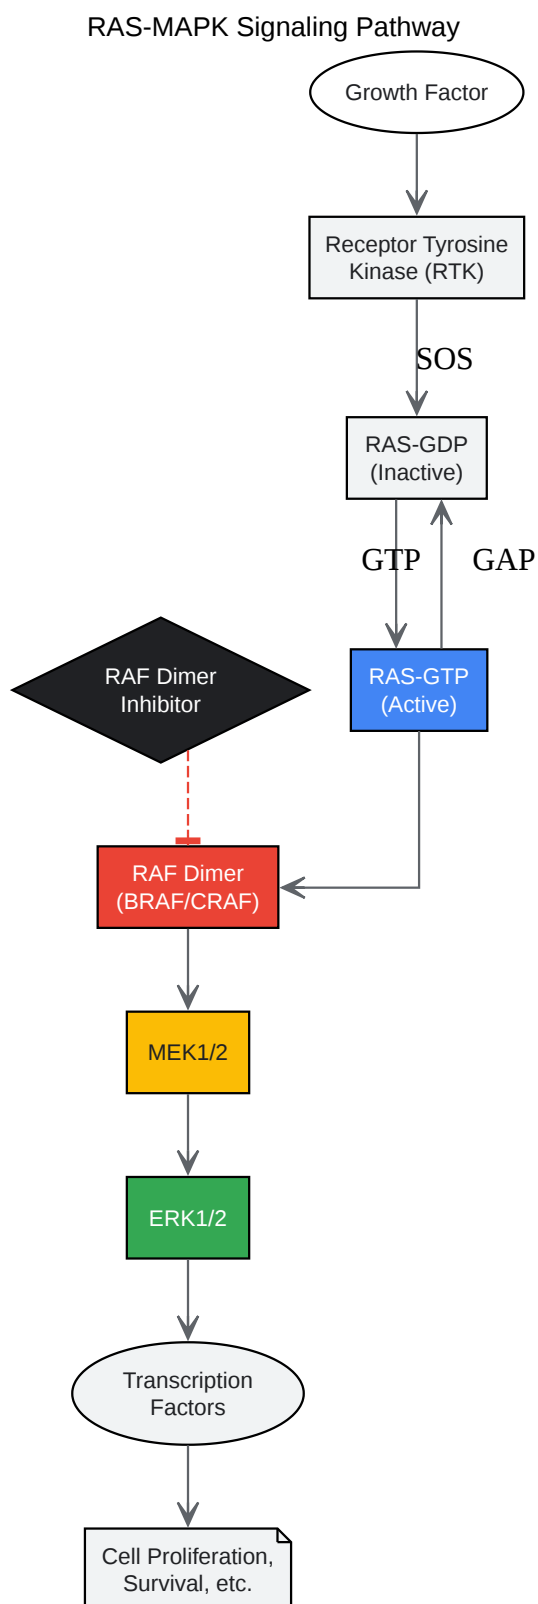 RAS-MAPK Signaling Pathway
Growth Factor
Receptor Tyrosine
Kinase (RTK)
SOS
RAS-GDP
(Inactive)
GTP
GAP
RAF Dimer
Inhibitor
RAS-GTP
(Active)
RAF Dimer
(BRAF/CRAF)
MEK1/2
ERK1/2
Transcription
Factors
Cell Proliferation,
Survival, etc.